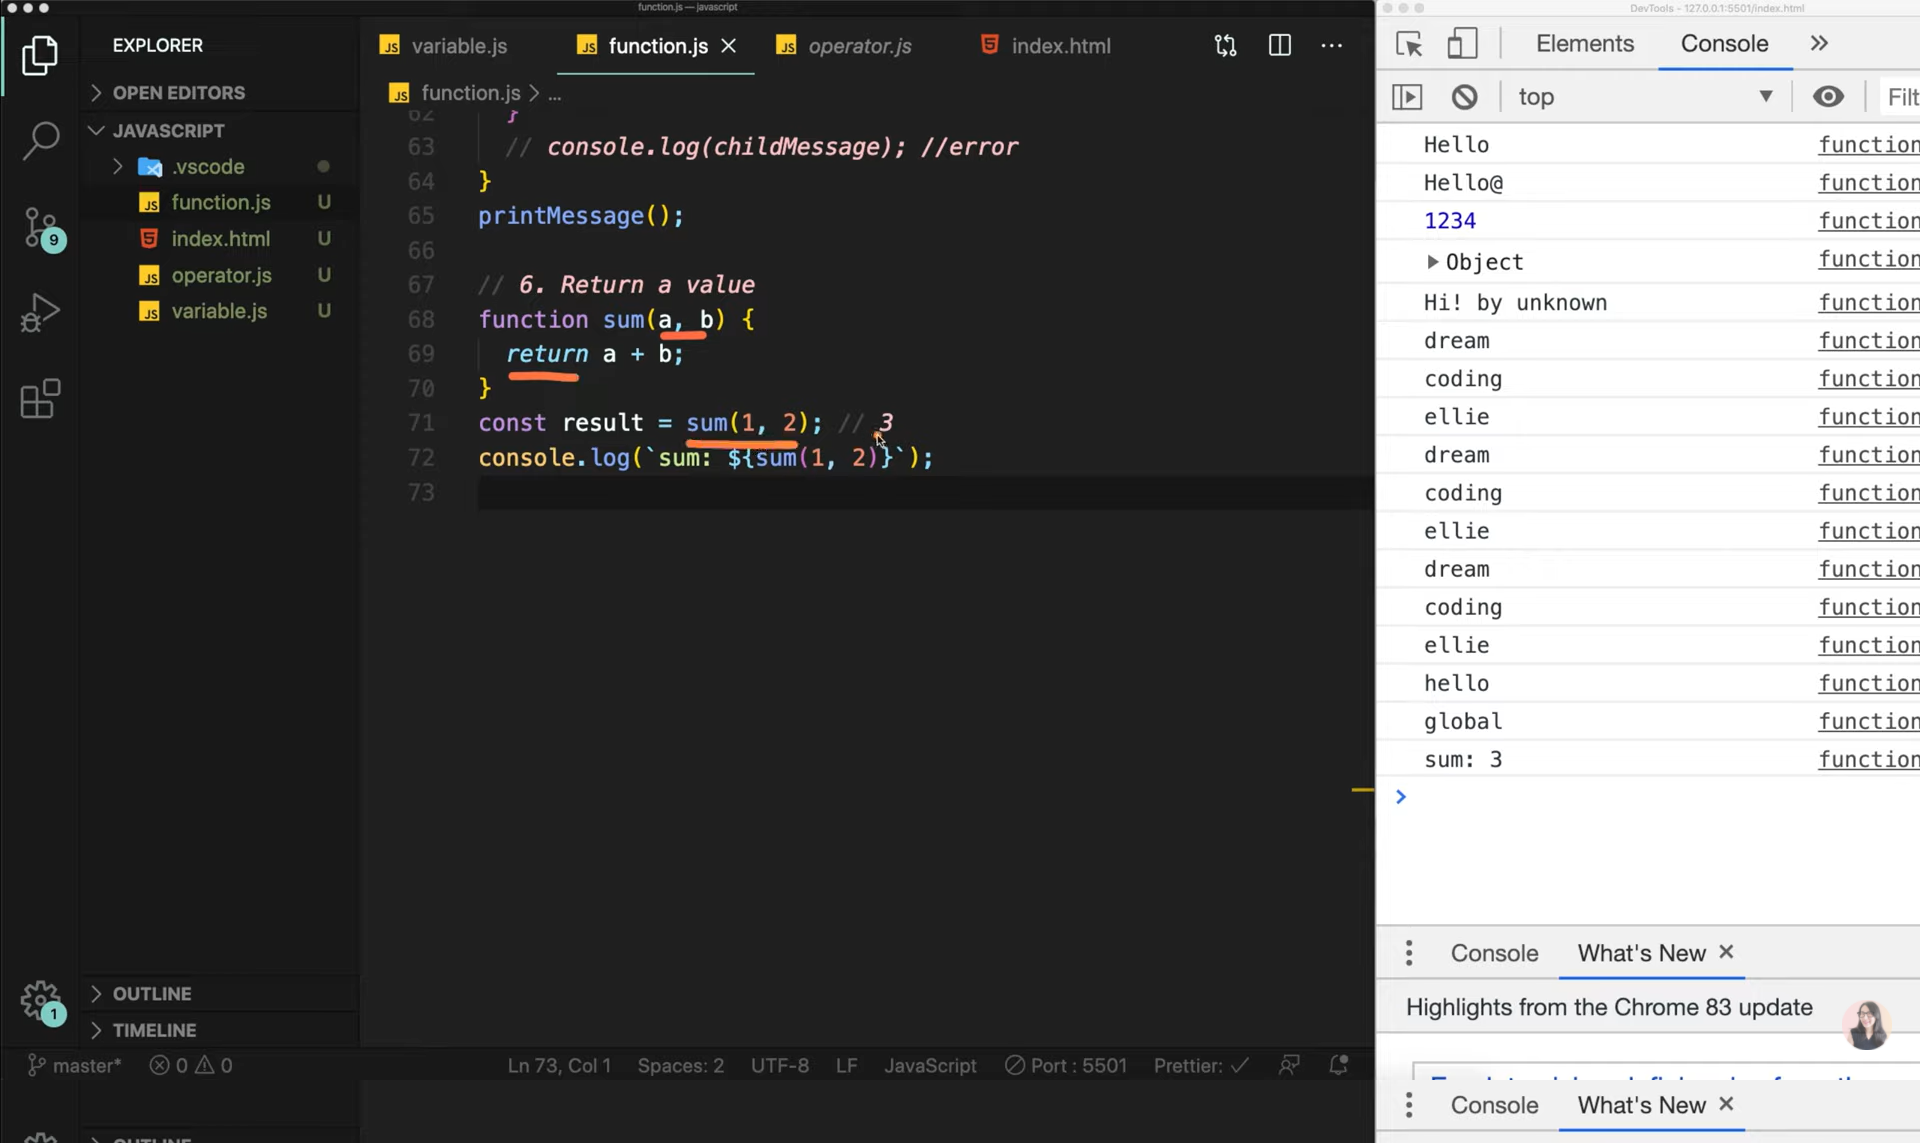 function.js — javascript
EXPLORER
OPEN EDITORS
JAVASCRIPT
.vscode
function.js U
index.html U
operator.js U
variable.js U
9
1
OUTLINE
TIMELINE
variable.js
function.js
operator.js
index.html
function.js > ...
62 }
63 // console.log(childMessage); //error
64 }
65 printMessage();
66
67 // 6. Return a value
68 function sum(a, b) {
69 return a + b;
70 }
71 const result = sum(1, 2); // 3
72 console.log(`sum: ${sum(1, 2)}`);
73
master* 0 0 Ln 73, Col 1 Spaces: 2 UTF-8 LF JavaScript Port : 5501 Prettier: ✓
DevTools - 127.0.0.1:5501/index.html
Elements Console »
top Filt
Hello function
Hello@ function
1234 function
Object function
Hi! by unknown function
dream function
coding function
ellie function
dream function
coding function
ellie function
dream function
coding function
ellie function
hello function
global function
sum: 3 function
>
Console What's New ×
Highlights from the Chrome 83 update
Console What's New ×